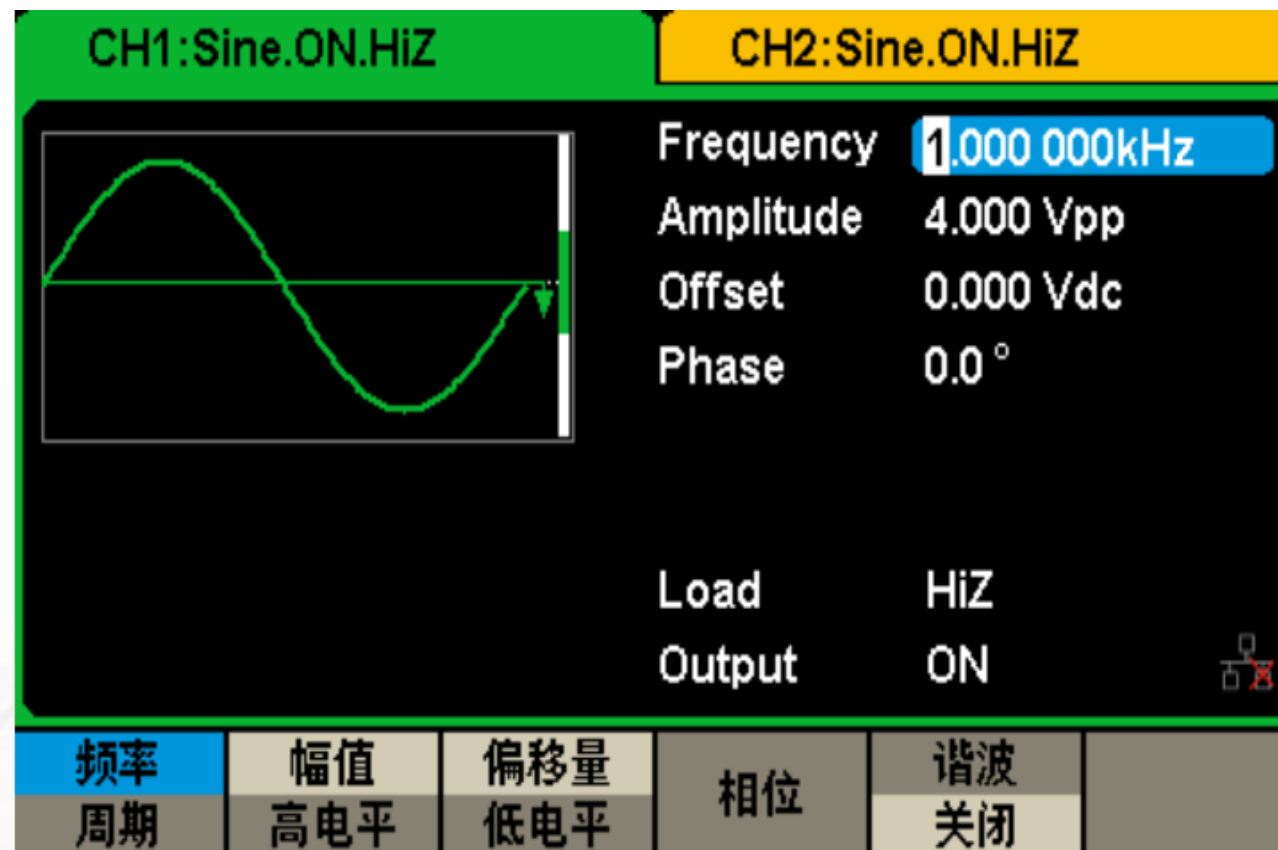 CH1:Sine.ON.HiZ
CH2:Sine.ON.HiZ
Frequency 1.000 000kHz
Amplitude 4.000 Vpp
Offset 0.000 Vdc
Phase 0.0 °
Load HiZ
Output ON
频率 幅值 偏移量 相位 谐波
周期 高电平 低电平 关闭